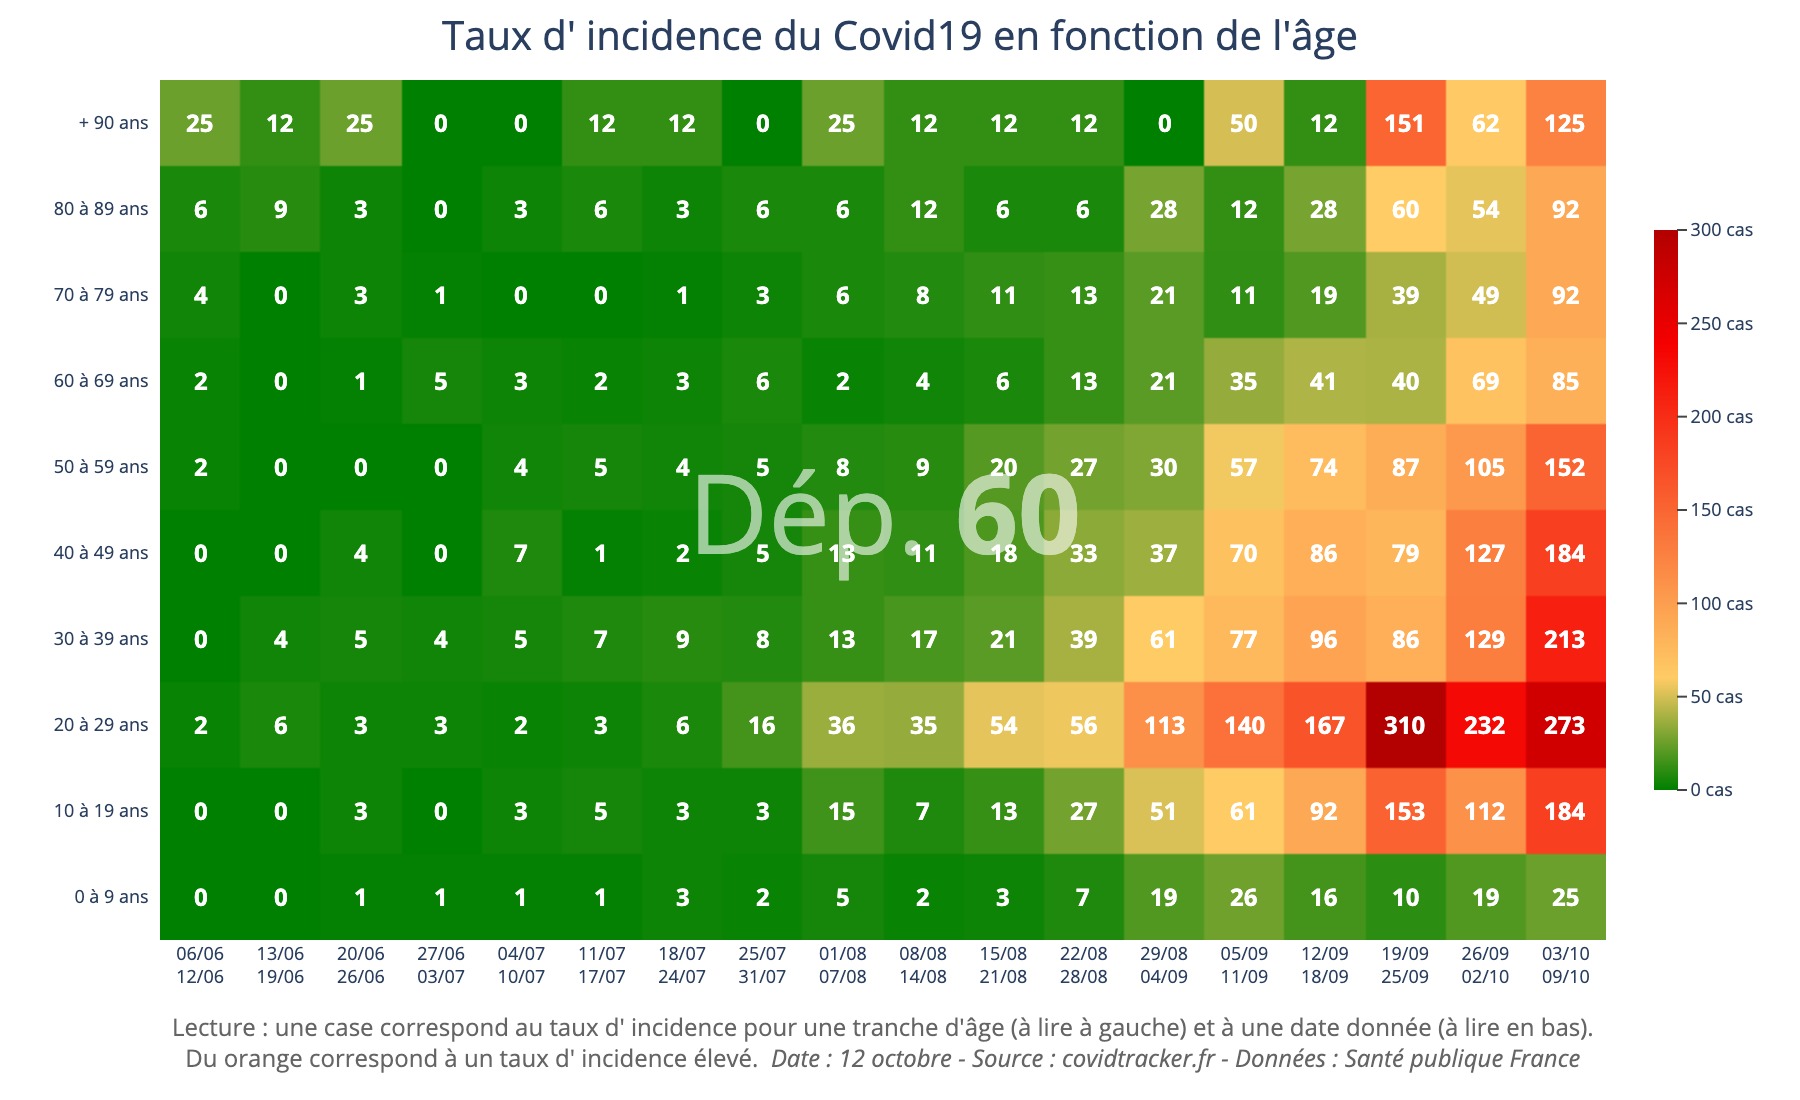 Taux d' incidence du Covid19 en fonction de l'âge
+ 90 ans 25 12 25 0 0 12 12 0 25 12 12 12 0 50 12 151 62 125
80 à 89 ans 6 9 3 0 3 6 3 6 6 12 6 6 28 12 28 60 54 92
300 cas
70 à 79 ans 4 0 3 1 0 0 1 3 6 8 11 13 21 11 19 39 49 92
250 cas
60 à 69 ans 2 0 1 5 3 2 3 6 2 4 6 13 21 35 41 40 69 85
200 cas
50 à 59 ans 2 0 0 0 4 5 4 5 8 9 20 27 30 57 74 87 105 152
Dép. 60
150 cas
40 à 49 ans 0 0 4 0 7 1 2 5 13 11 18 33 37 70 86 79 127 184
100 cas
30 à 39 ans 0 4 5 4 5 7 9 8 13 17 21 39 61 77 96 86 129 213
50 cas
20 à 29 ans 2 6 3 3 2 3 6 16 36 35 54 56 113 140 167 310 232 273
0 cas
10 à 19 ans 0 0 3 0 3 5 3 3 15 7 13 27 51 61 92 153 112 184
0 à 9 ans 0 0 1 1 1 1 3 2 5 2 3 7 19 26 16 10 19 25
06/06 13/06 20/06 27/06 04/07 11/07 18/07 25/07 01/08 08/08 15/08 22/08 29/08 05/09 12/09 19/09 26/09 03/10
12/06 19/06 26/06 03/07 10/07 17/07 24/07 31/07 07/08 14/08 21/08 28/08 04/09 11/09 18/09 25/09 02/10 09/10
Lecture : une case correspond au taux d' incidence pour une tranche d'âge (à lire à gauche) et à une date donnée (à lire en bas).
Du orange correspond à un taux d' incidence élevé. Date : 12 octobre - Source : covidtracker.fr - Données : Santé publique France